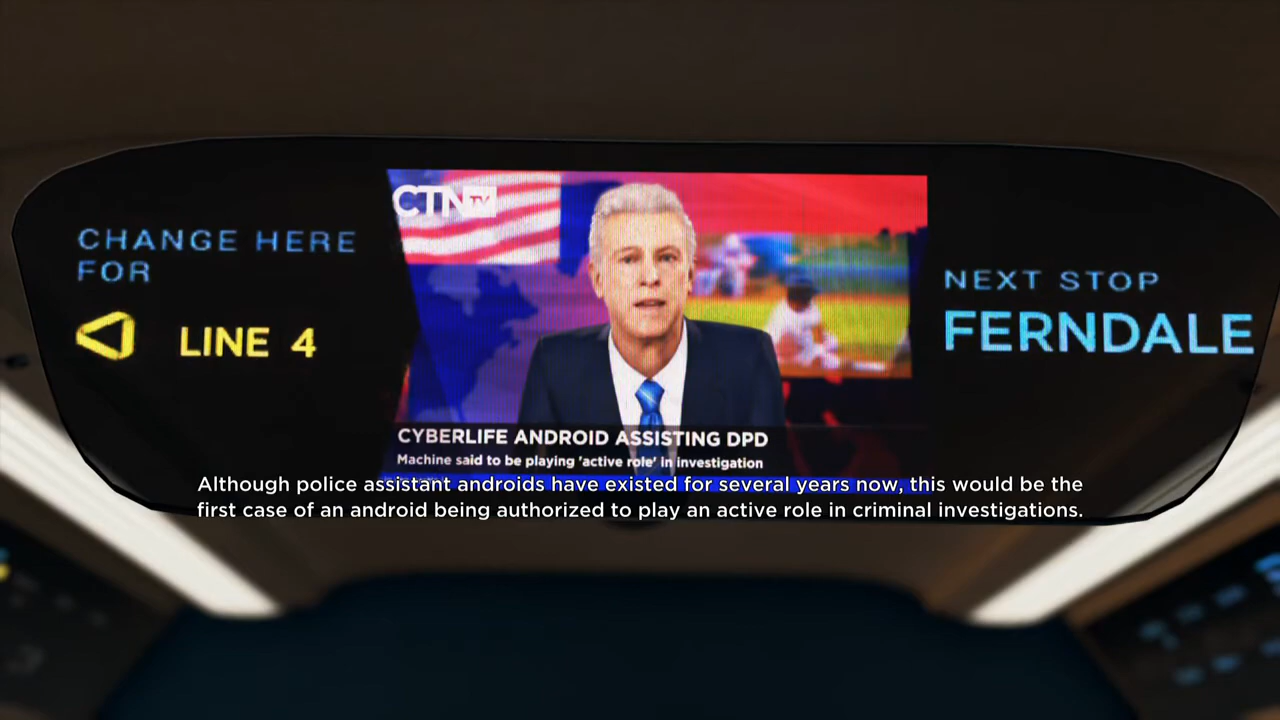 CHANGE HERE
FOR
LINE 4
CTN TV
NEXT STOP
FERNDALE
CYBERLIFE ANDROID ASSISTING DPD
Machine said to be playing 'active role' in investigation
Although police assistant androids have existed for several years now, this would be the
first case of an android being authorized to play an active role in criminal investigations.